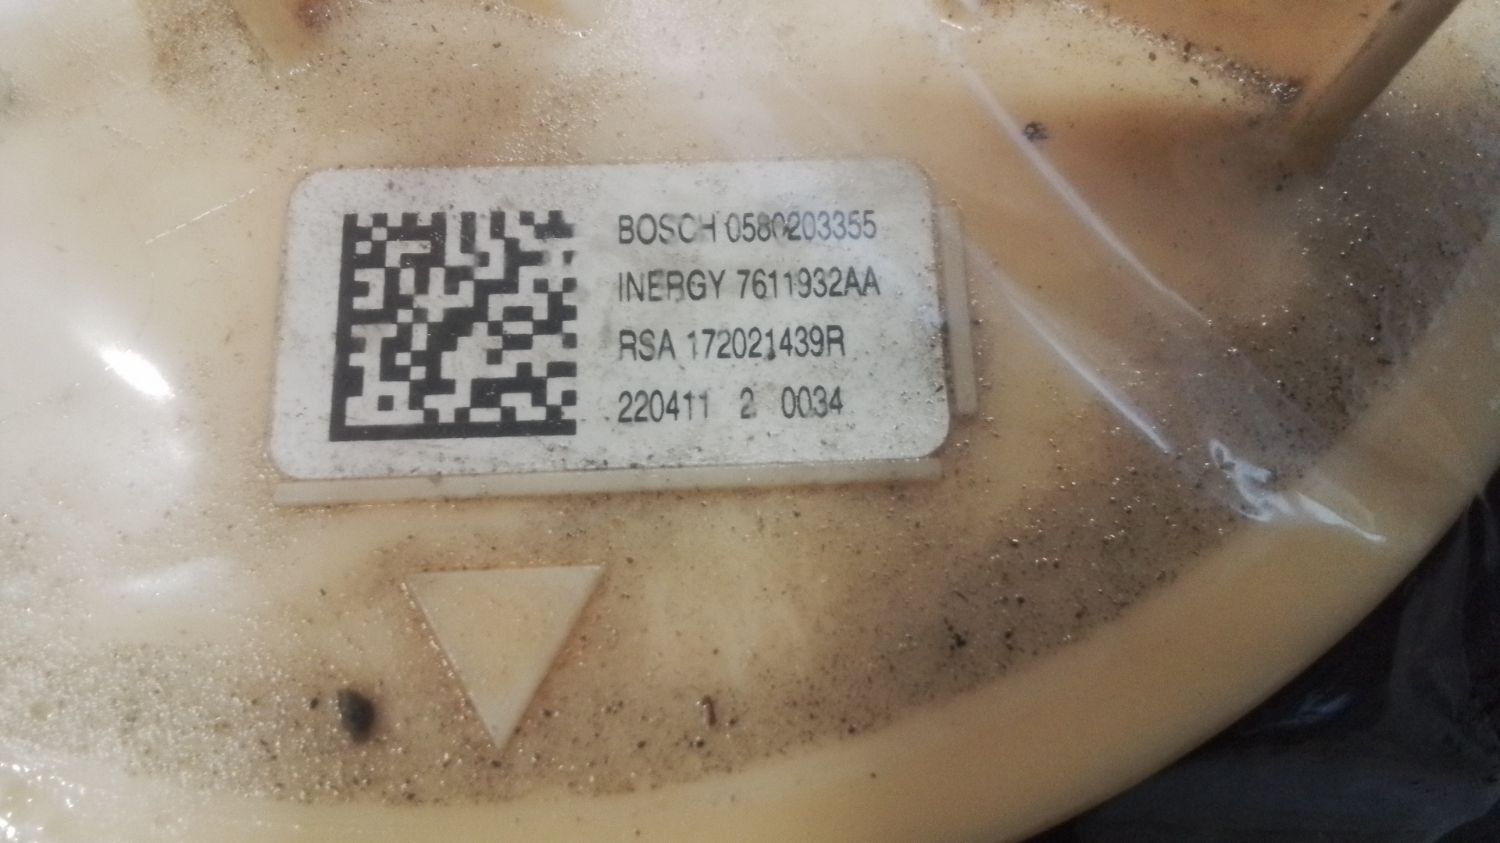 BOSCH 0580203355
INERGY 7611932AA
RSA 172021439R
220411 2 0034